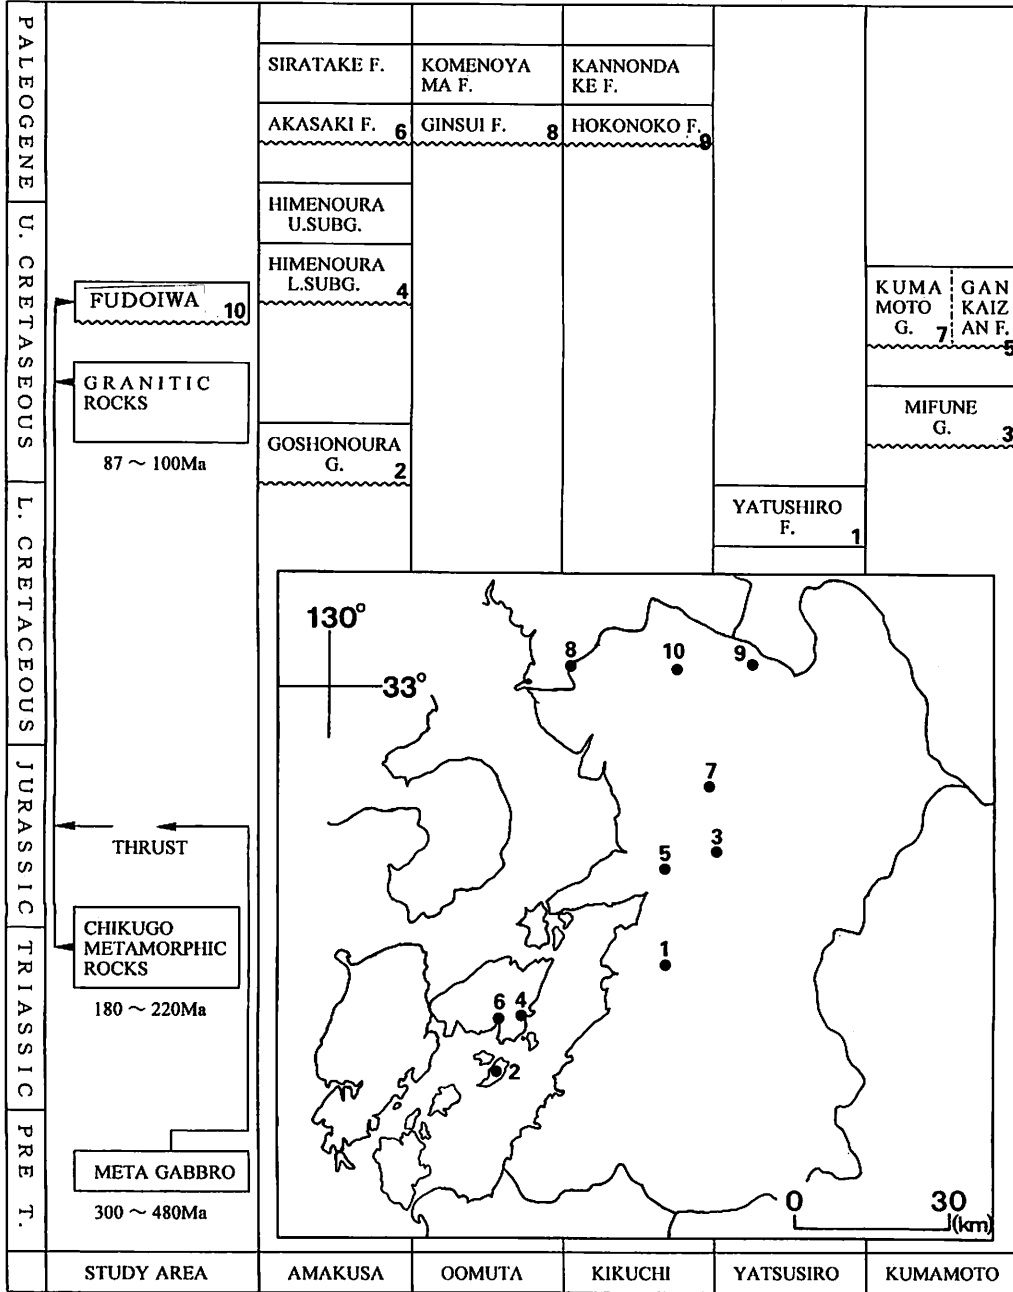 PALEOGENE
U. CRETASEOUS
L. CRETACEOUS
JURASSIC
TRIASSIC
PRE T.
FUDOIWA 10
GRANITIC
ROCKS
87 ~ 100Ma
THRUST
CHIKUGO
METAMORPHIC
ROCKS
180 ~ 220Ma
META GABBRO
300 ~ 480Ma
STUDY AREA
SIRATAKE F.
AKASAKI F. 6
HIMENOURA
U.SUBG.
HIMENOURA
L.SUBG. 4
GOSHONOURA
G. 2
AMAKUSA
KOMENOYA
MA F.
GINSUI F. 8
OOMUTA
KANNONDA
KE F.
HOKONOKO F. 9
KIKUCHI
YATUSHIRO
F. 1
YATSUSIRO
KUMA
MOTO
G. 7
GAN
KAIZ
AN F.
5
MIFUNE
G. 3
KUMAMOTO
130°
33°
8
10
9
7
3
5
1
6 4
2
0 30
(km)